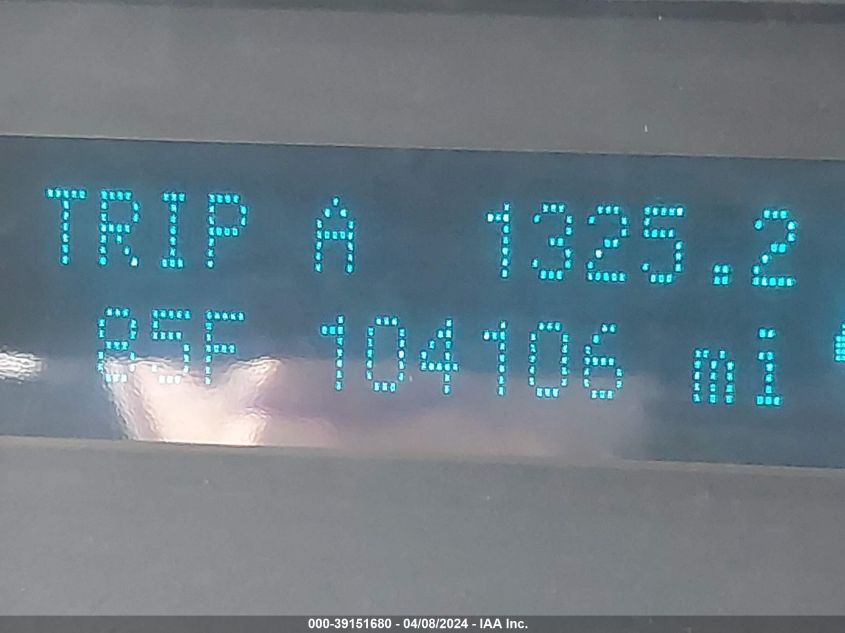 TRIP A 1325.2
85F 104106 mi
000-39151680 - 04/08/2024 - IAA Inc.